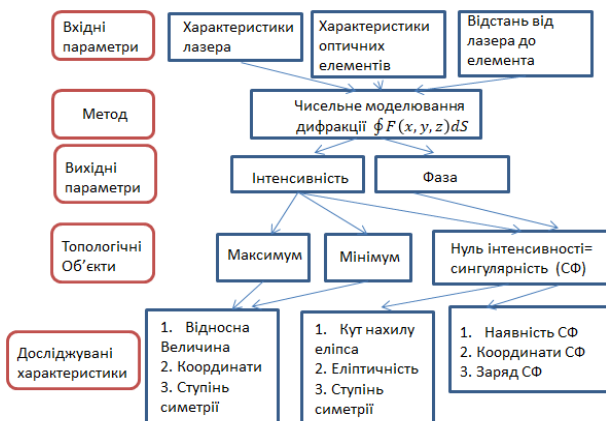 Вхідні
параметри
Характеристики
лазера
Характеристики
оптичних
елементів
Відстань від
лазера до
елемента
Метод
Чисельне моделювання
дифракції ∮F(x, y, z)dS
Вихідні
параметри
Інтенсивність
Фаза
Топологічні
Об'єкти
Максимум
Мінімум
Нуль інтенсивності=
сингулярність (СФ)
Досліджувані
характеристики
1. Відносна
Величина
2. Координати
3. Ступінь
симетрії
1. Кут нахилу
еліпса
2. Еліптичність
3. Ступінь
симетрії
1. Наявність СФ
2. Координати СФ
3. Заряд СФ